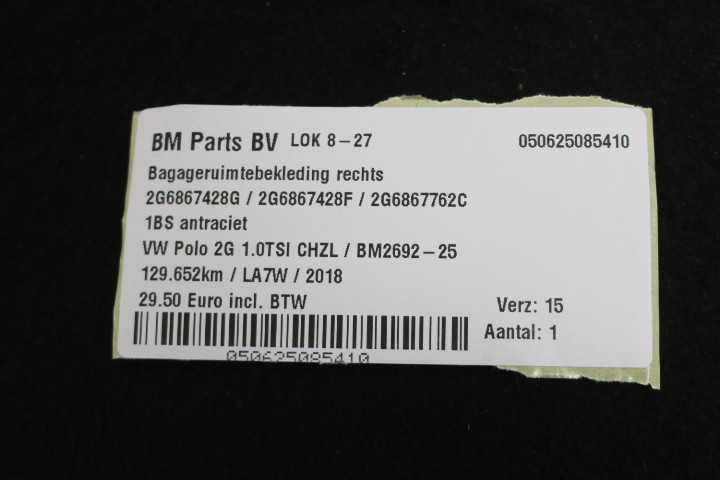 BM Parts BV LOK 8-27 050625085410
Bagageruimtebekleding rechts
2G6867428G / 2G6867428F / 2G6867762C
1BS antraciet
VW Polo 2G 1.0TSI CHZL / BM2692-25
129.652km / LA7W / 2018
29.50 Euro incl. BTW Verz: 15
Aantal: 1
050625085410